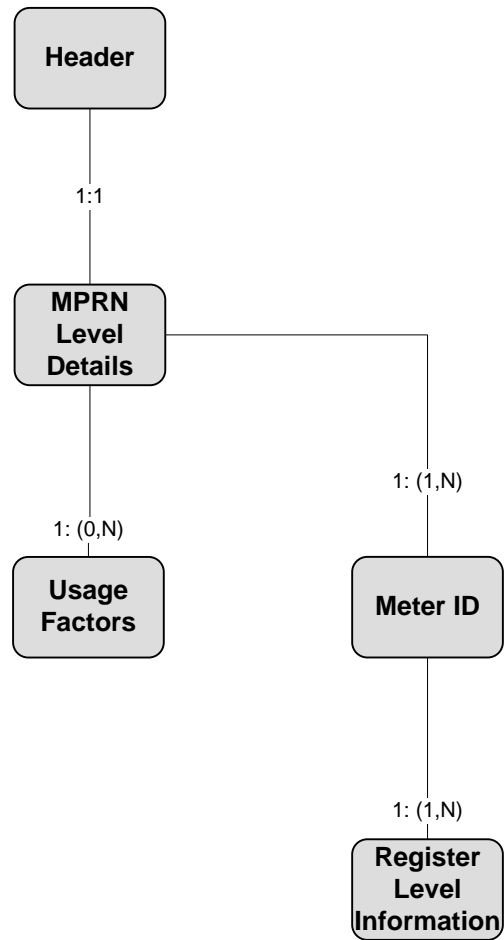 Header
1:1
MPRN
Level
Details
1: (1,N)
1: (0,N)
Usage
Factors
Meter ID
1: (1,N)
Register
Level
Information